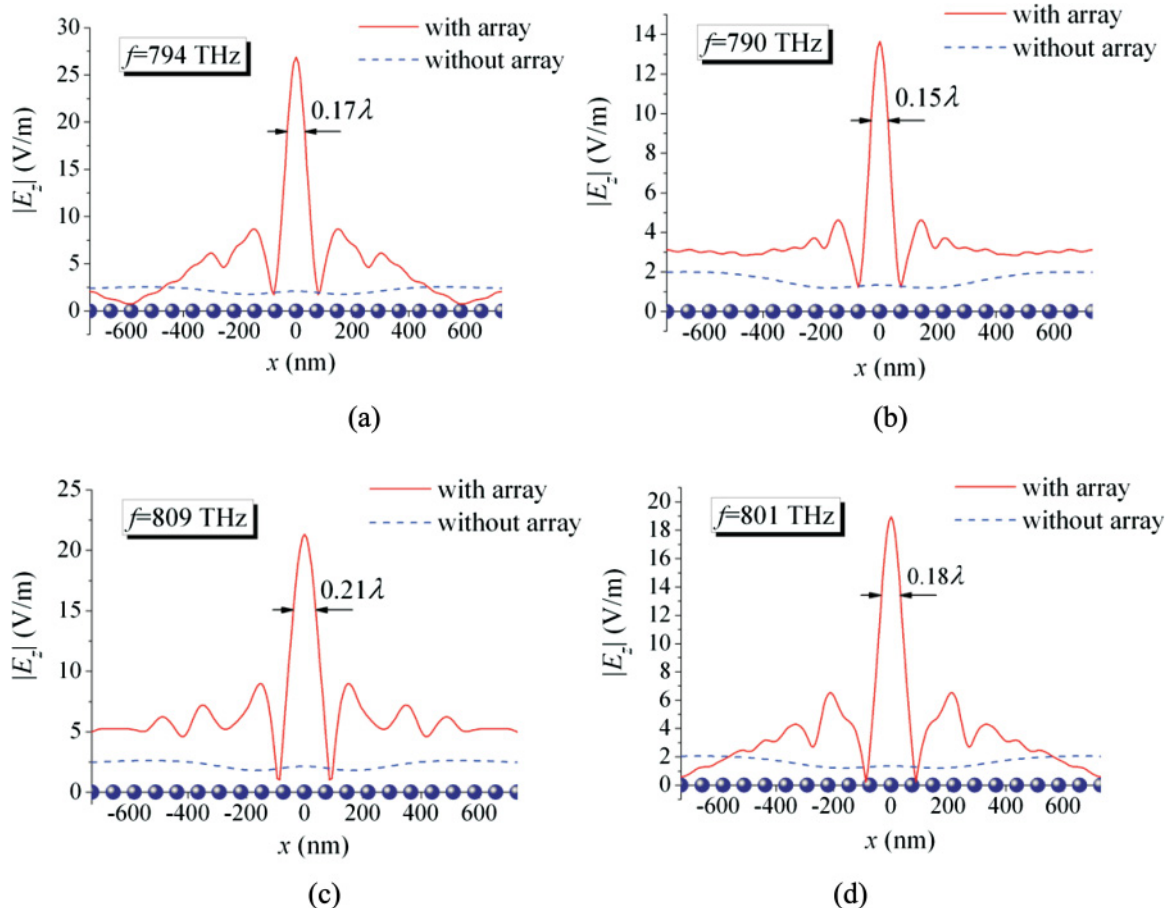 f=794 THz
with array
without array
0.17λ
|E_z| (V/m)
30
25
20
15
10
5
0
-600 -400 -200 0 200 400 600
x (nm)
(a)
f=790 THz
with array
without array
0.15λ
|E_z| (V/m)
14
12
10
8
6
4
2
0
-600 -400 -200 0 200 400 600
x (nm)
(b)
f=809 THz
with array
without array
0.21λ
|E_z| (V/m)
25
20
15
10
5
0
-600 -400 -200 0 200 400 600
x (nm)
(c)
f=801 THz
with array
without array
0.18λ
|E_z| (V/m)
20
18
16
14
12
10
8
6
4
2
0
-600 -400 -200 0 200 400 600
x (nm)
(d)